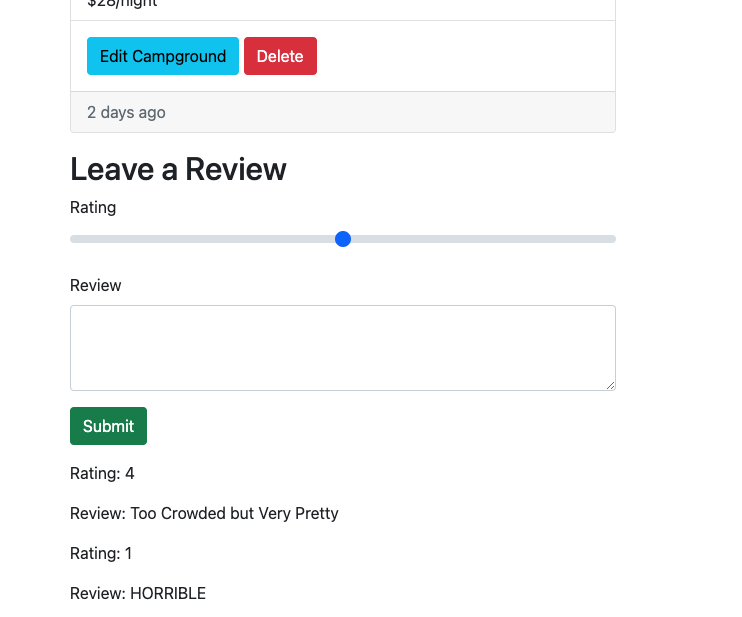 $28/night
Edit Campground Delete
2 days ago
Leave a Review
Rating
Review
Submit
Rating: 4
Review: Too Crowded but Very Pretty
Rating: 1
Review: HORRIBLE